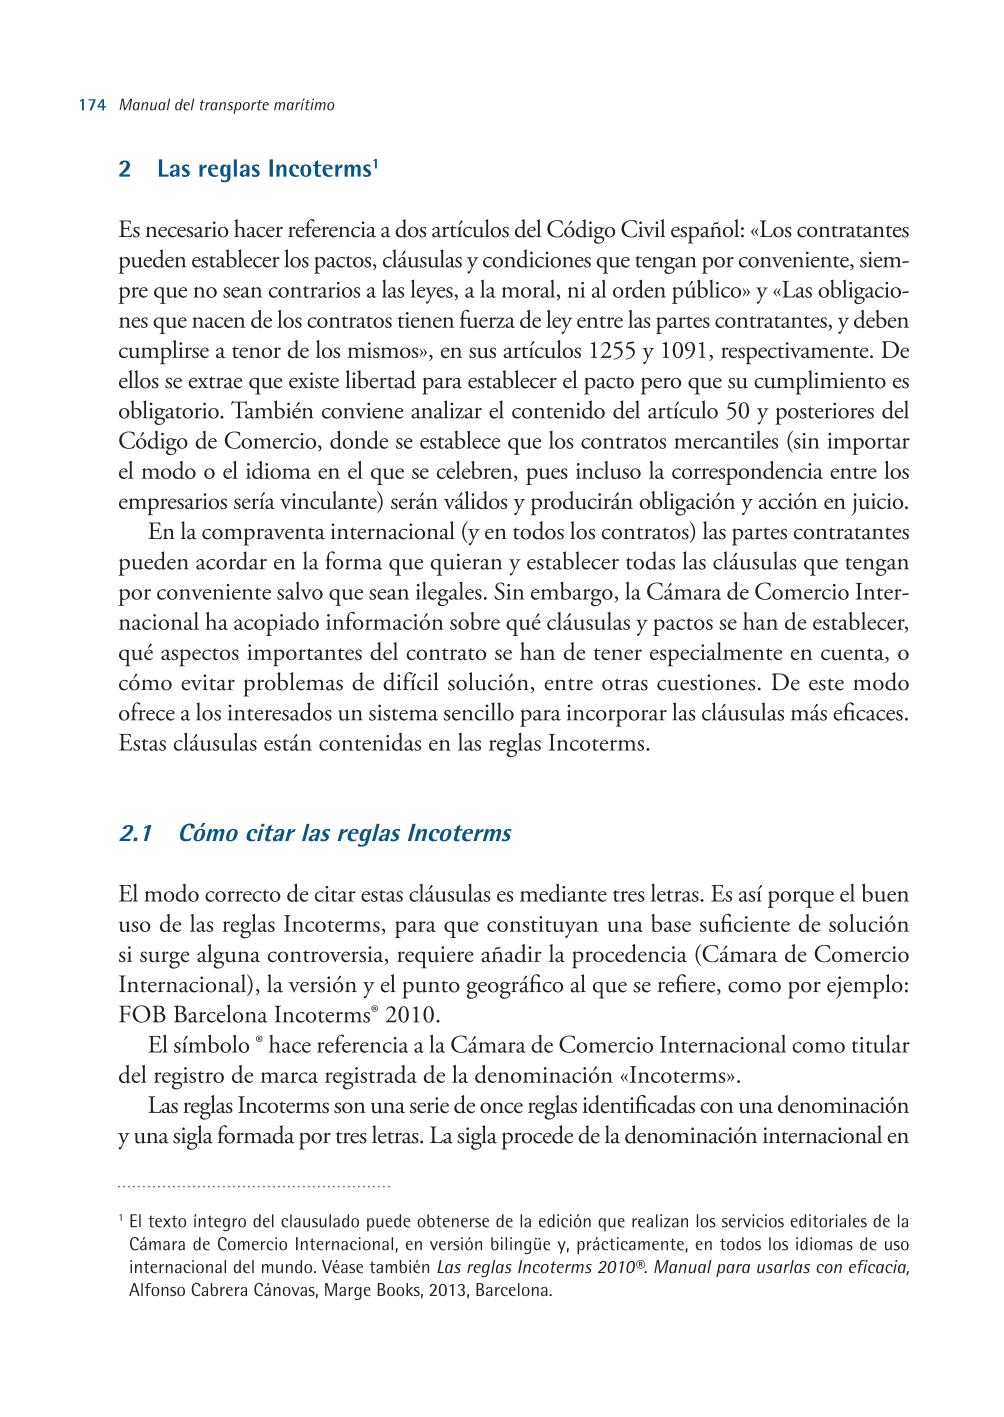 174 Manual del transporte marítimo
2 Las reglas Incoterms¹
Es necesario hacer referencia a dos artículos del Código Civil español: «Los contratantes
pueden establecer los pactos, cláusulas y condiciones que tengan por conveniente, siem-
pre que no sean contrarios a las leyes, a la moral, ni al orden público» y «Las obligacio-
nes que nacen de los contratos tienen fuerza de ley entre las partes contratantes, y deben
cumplirse a tenor de los mismos», en sus artículos 1255 y 1091, respectivamente. De
ellos se extrae que existe libertad para establecer el pacto pero que su cumplimiento es
obligatorio. También conviene analizar el contenido del artículo 50 y posteriores del
Código de Comercio, donde se establece que los contratos mercantiles (sin importar
el modo o el idioma en el que se celebren, pues incluso la correspondencia entre los
empresarios sería vinculante) serán válidos y producirán obligación y acción en juicio.
En la compraventa internacional (y en todos los contratos) las partes contratantes
pueden acordar en la forma que quieran y establecer todas las cláusulas que tengan
por conveniente salvo que sean ilegales. Sin embargo, la Cámara de Comercio Inter-
nacional ha acopiado información sobre qué cláusulas y pactos se han de establecer,
qué aspectos importantes del contrato se han de tener especialmente en cuenta, o
cómo evitar problemas de difícil solución, entre otras cuestiones. De este modo
ofrece a los interesados un sistema sencillo para incorporar las cláusulas más eficaces.
Estas cláusulas están contenidas en las reglas Incoterms.
2.1 Cómo citar las reglas Incoterms
El modo correcto de citar estas cláusulas es mediante tres letras. Es así porque el buen
uso de las reglas Incoterms, para que constituyan una base suficiente de solución
si surge alguna controversia, requiere añadir la procedencia (Cámara de Comercio
Internacional), la versión y el punto geográfico al que se refiere, como por ejemplo:
FOB Barcelona Incoterms® 2010.
El símbolo ® hace referencia a la Cámara de Comercio Internacional como titular
del registro de marca registrada de la denominación «Incoterms».
Las reglas Incoterms son una serie de once reglas identificadas con una denominación
y una sigla formada por tres letras. La sigla procede de la denominación internacional en
¹ El texto íntegro del clausulado puede obtenerse de la edición que realizan los servicios editoriales de la
Cámara de Comercio Internacional, en versión bilingüe y, prácticamente, en todos los idiomas de uso
internacional del mundo. Véase también Las reglas Incoterms 2010®. Manual para usarlas con eficacia,
Alfonso Cabrera Cánovas, Marge Books, 2013, Barcelona.